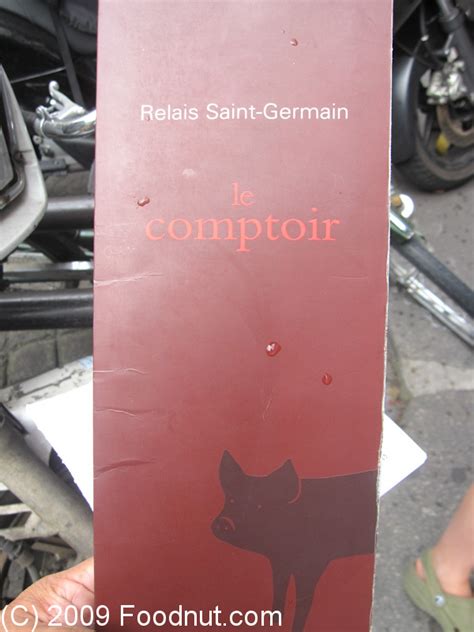 Relais Saint-Germain
le
comptoir
(C) 2009 Foodnut.com